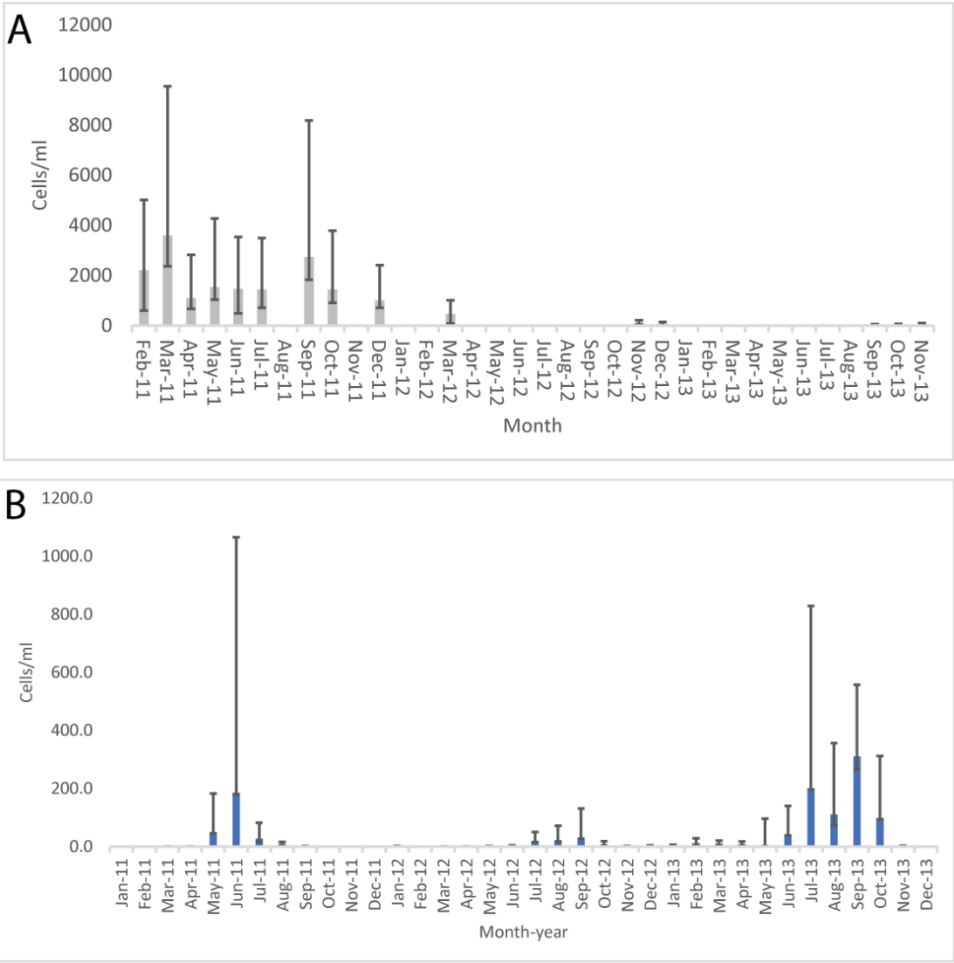 A
12000
10000
8000
6000
4000
2000
0
Cells/ml
Feb-11
Mar-11
Apr-11
May-11
Jun-11
Jul-11
Aug-11
Sep-11
Oct-11
Nov-11
Dec-11
Jan-12
Feb-12
Mar-12
Apr-12
May-12
Jun-12
Jul-12
Aug-12
Sep-12
Oct-12
Nov-12
Dec-12
Jan-13
Feb-13
Mar-13
Apr-13
May-13
Jun-13
Jul-13
Aug-13
Sep-13
Oct-13
Nov-13
Month
B
1200.0
1000.0
800.0
600.0
400.0
200.0
0.0
Cells/ml
Jan-11
Feb-11
Mar-11
Apr-11
May-11
Jun-11
Jul-11
Aug-11
Sep-11
Oct-11
Nov-11
Dec-11
Jan-12
Feb-12
Mar-12
Apr-12
May-12
Jun-12
Jul-12
Aug-12
Sep-12
Oct-12
Nov-12
Dec-12
Jan-13
Feb-13
Mar-13
Apr-13
May-13
Jun-13
Jul-13
Aug-13
Sep-13
Oct-13
Nov-13
Dec-13
Month-year